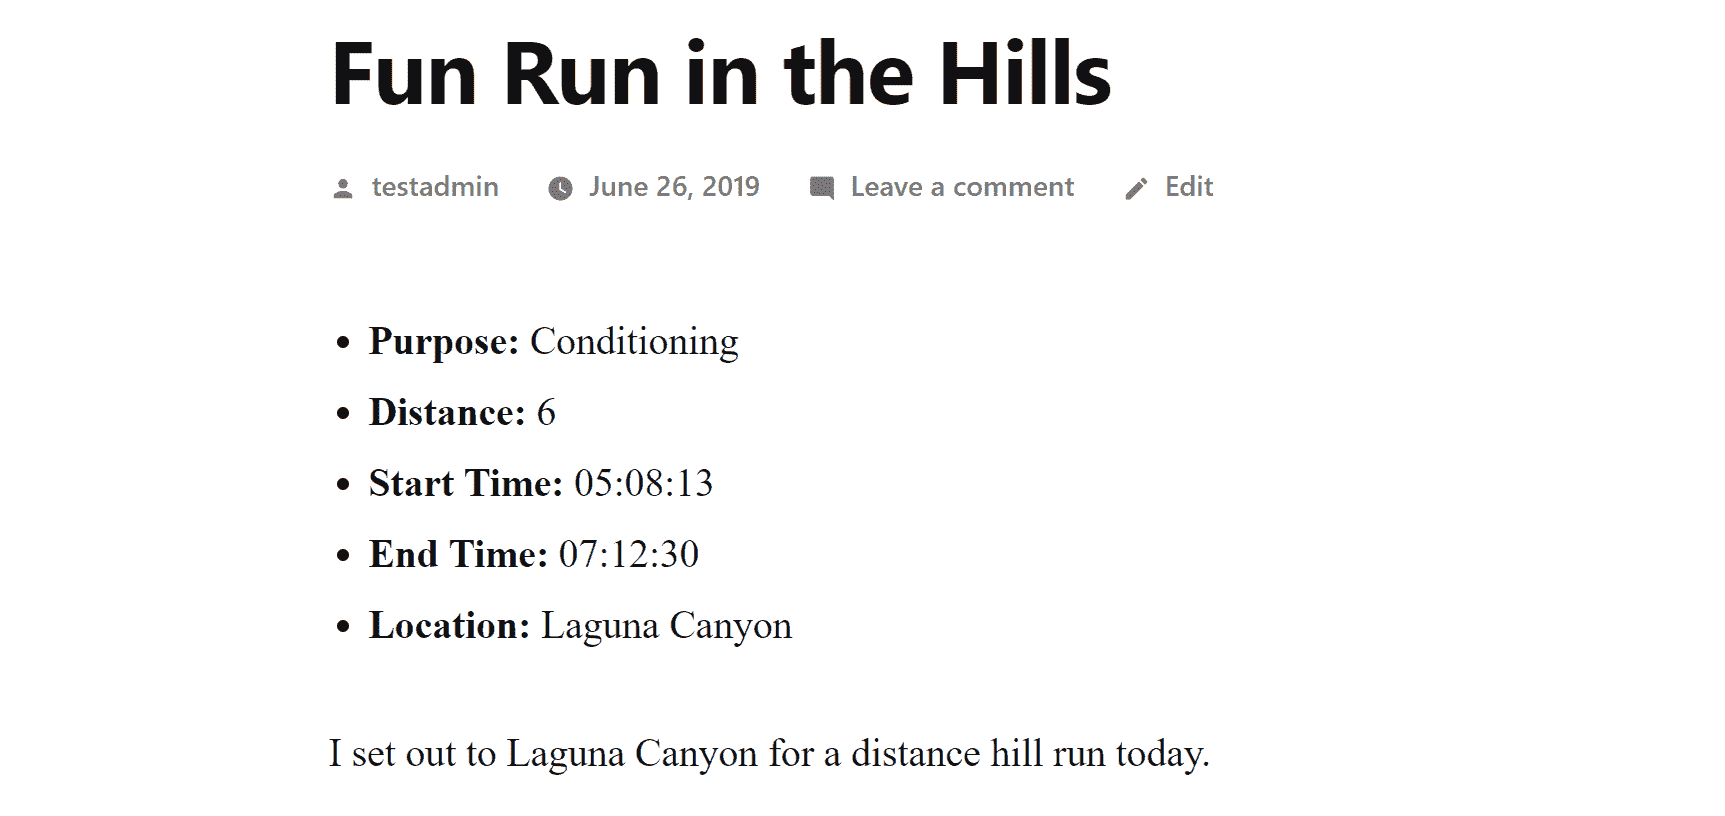 Fun Run in the Hills
testadmin June 26, 2019 Leave a comment Edit
• Purpose: Conditioning
• Distance: 6
• Start Time: 05:08:13
• End Time: 07:12:30
• Location: Laguna Canyon
I set out to Laguna Canyon for a distance hill run today.